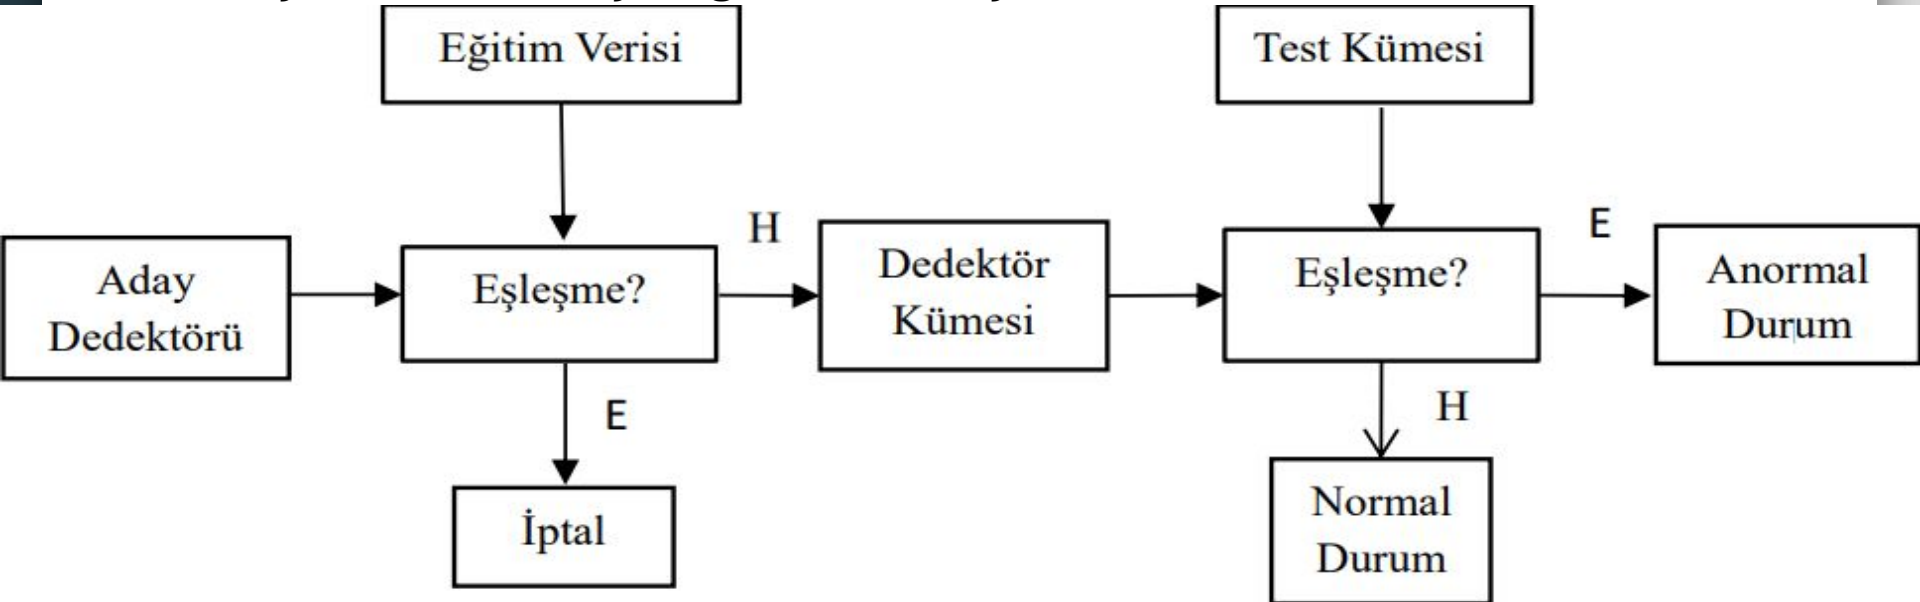 Eğitim Verisi
Test Kümesi
Aday
Dedektörü
Eşleşme?
H
Dedektör
Kümesi
Eşleşme?
E
Anormal
Durum
E
H
İptal
Normal
Durum